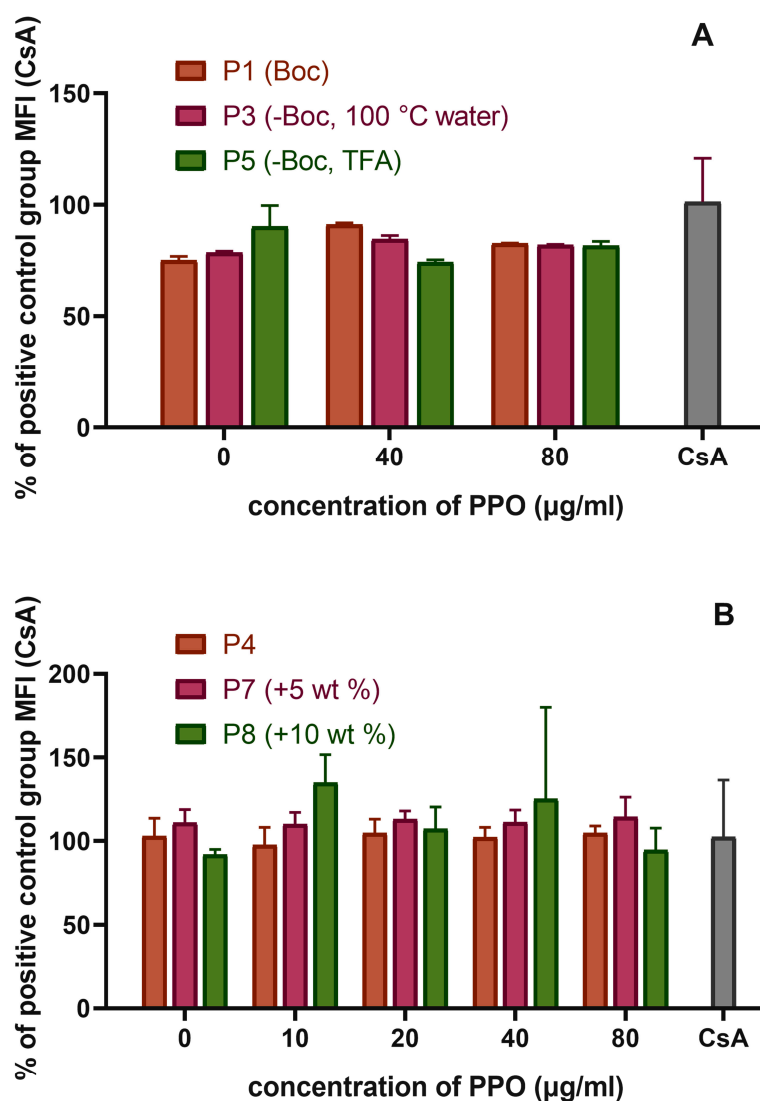 A
% of positive control group MFI (CsA)
P1 (Boc)
P3 (-Boc, 100 °C water)
P5 (-Boc, TFA)
150
100
50
0
0 40 80 CsA
concentration of PPO (µg/ml)
B
% of positive control group MFI (CsA)
P4
P7 (+5 wt %)
P8 (+10 wt %)
200
150
100
50
0
0 10 20 40 80 CsA
concentration of PPO (µg/ml)